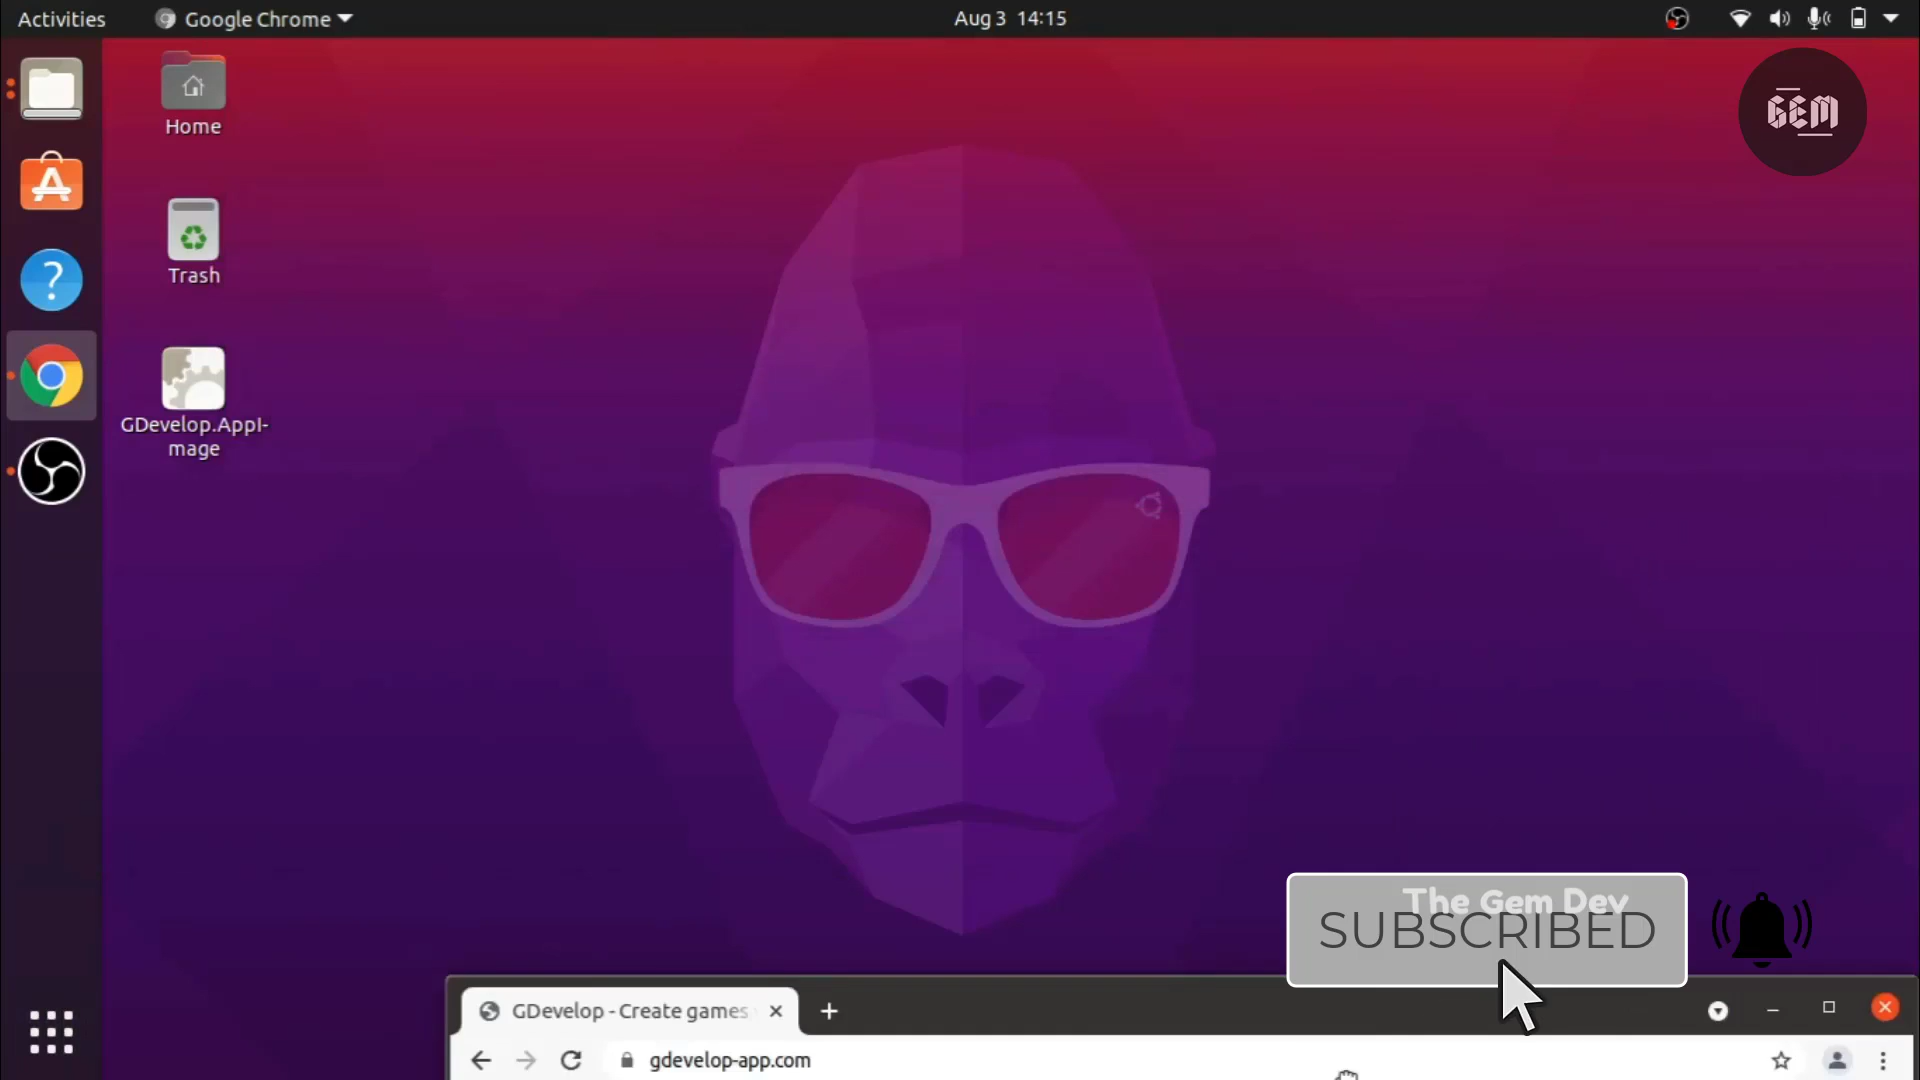 Activities
Google Chrome
Aug 3 14:15
GEM
Home
Trash
GDevelop.AppI-
mage
The Gem Dev
SUBSCRIBED
GDevelop - Create games
gdevelop-app.com